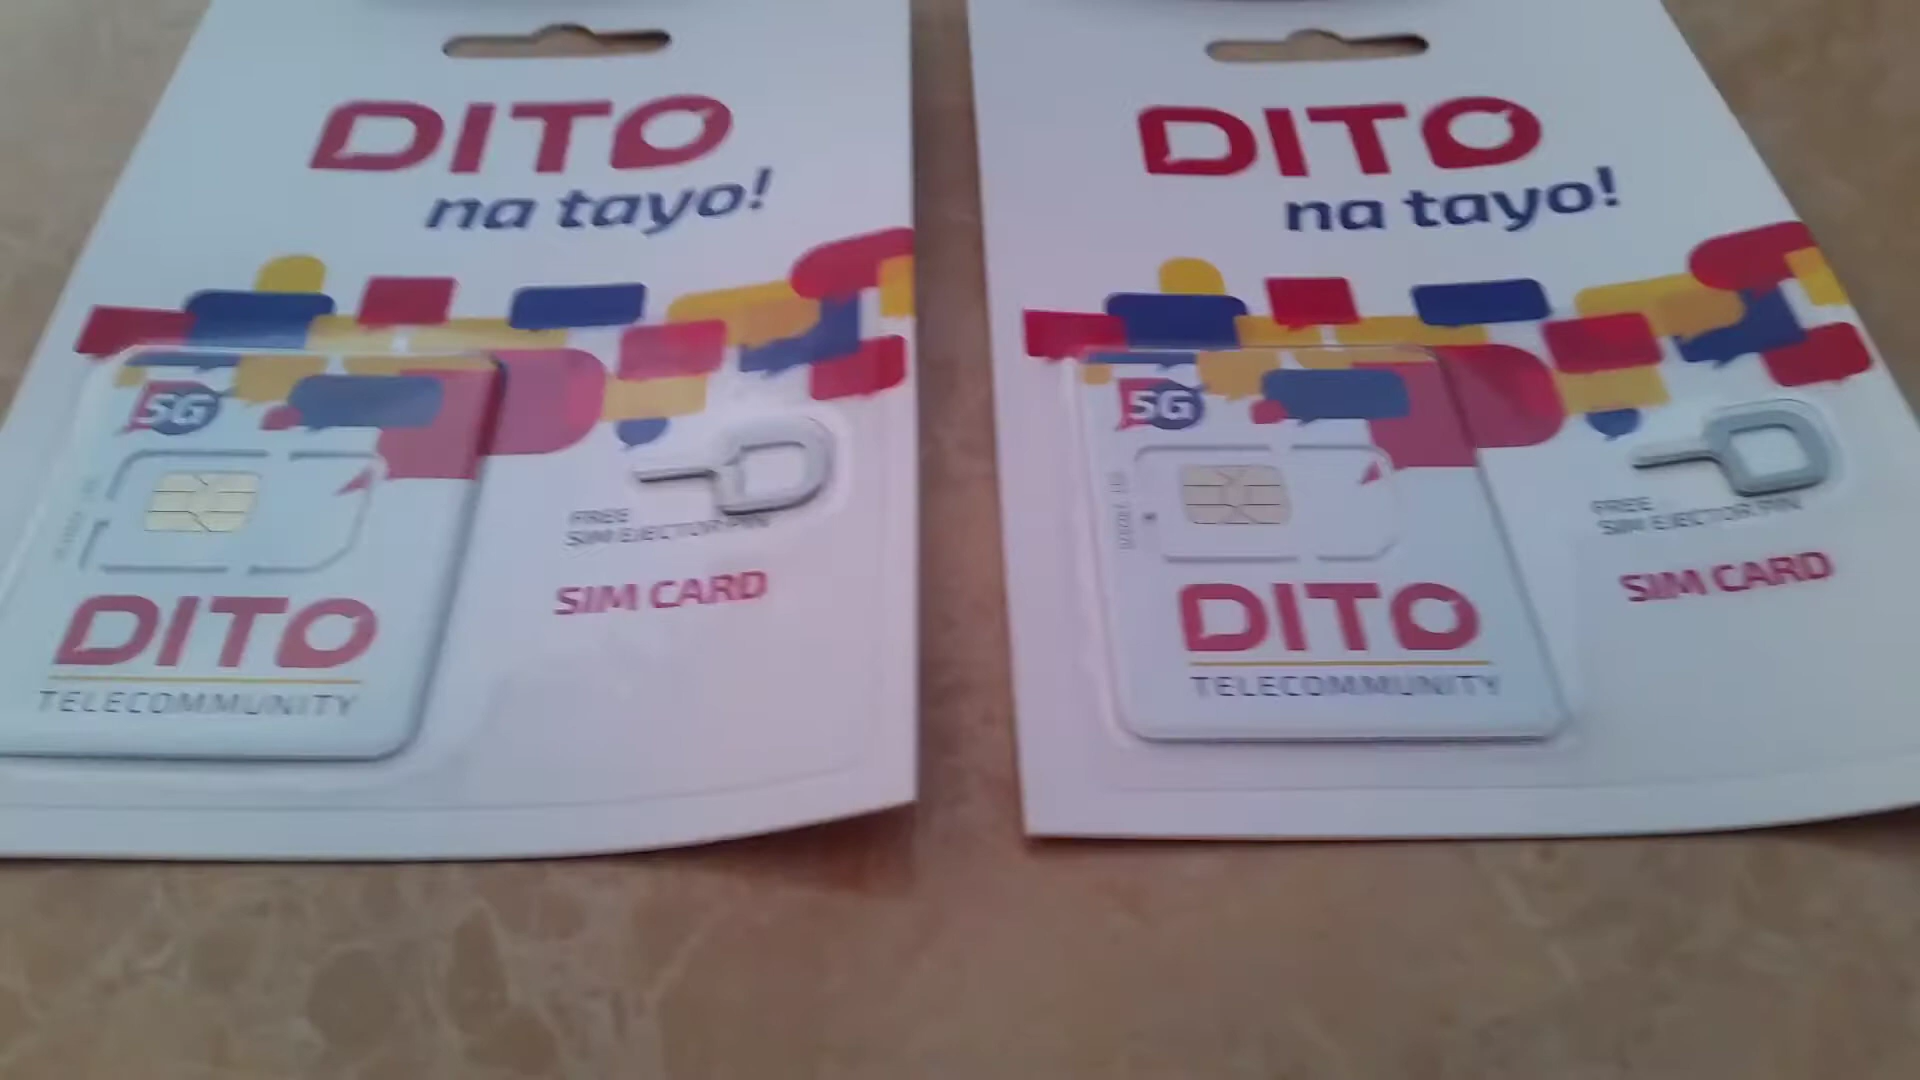 DITO
na tayo!
5G
FREE
SIM EJECTOR PIN
SIM CARD
DITO
TELECOMMUNITY
DITO
na tayo!
5G
FREE
SIM EJECTOR PIN
SIM CARD
DITO
TELECOMMUNITY